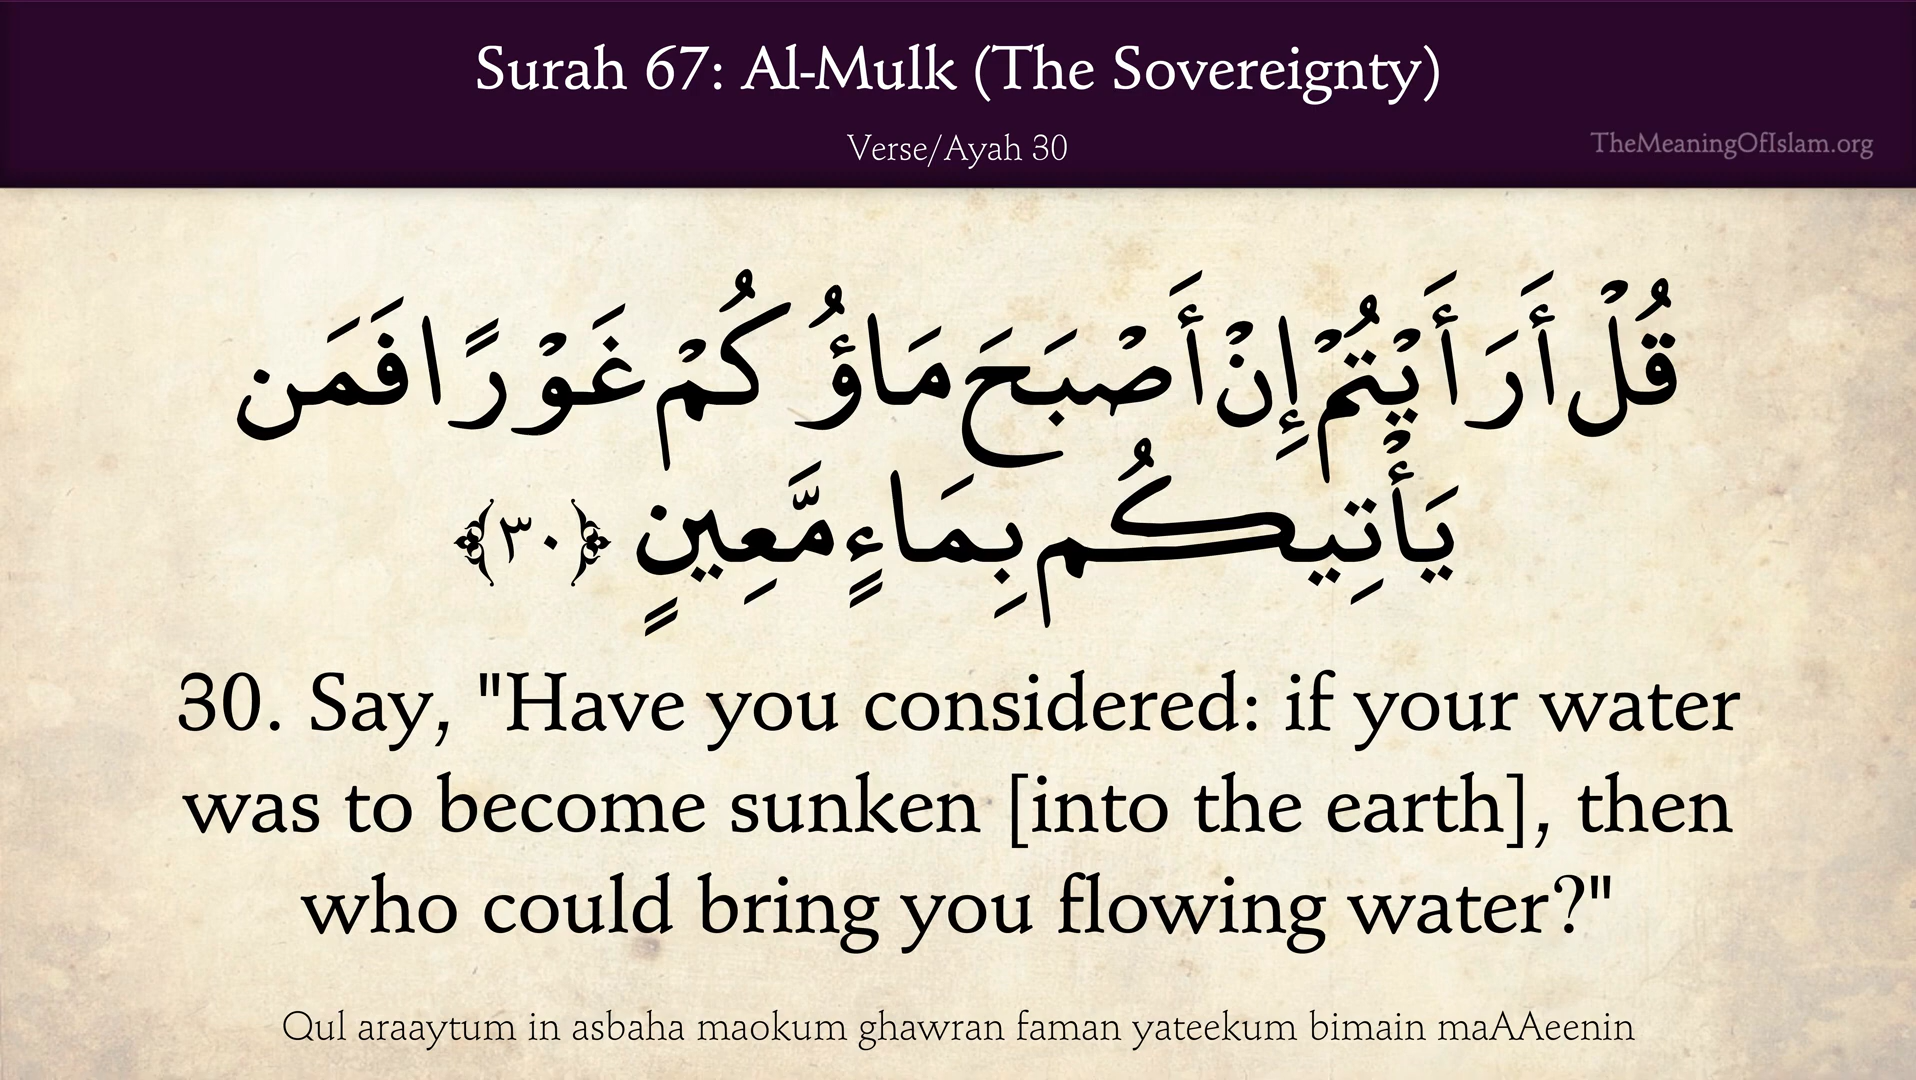 Surah 67: Al-Mulk (The Sovereignty)
Verse/Ayah 30
TheMeaningOfIslam.org
قُلْ أَرَأَيْتُمْ إِنْ أَصْبَحَ مَاؤُكُمْ غَوْرًا فَمَن
يَأْتِيكُم بِمَاءٍ مَّعِينٍ ﴿٣٠﴾
30. Say, "Have you considered: if your water
was to become sunken [into the earth], then
who could bring you flowing water?"
Qul araaytum in asbaha maokum ghawran faman yateekum bimain maAAeenin